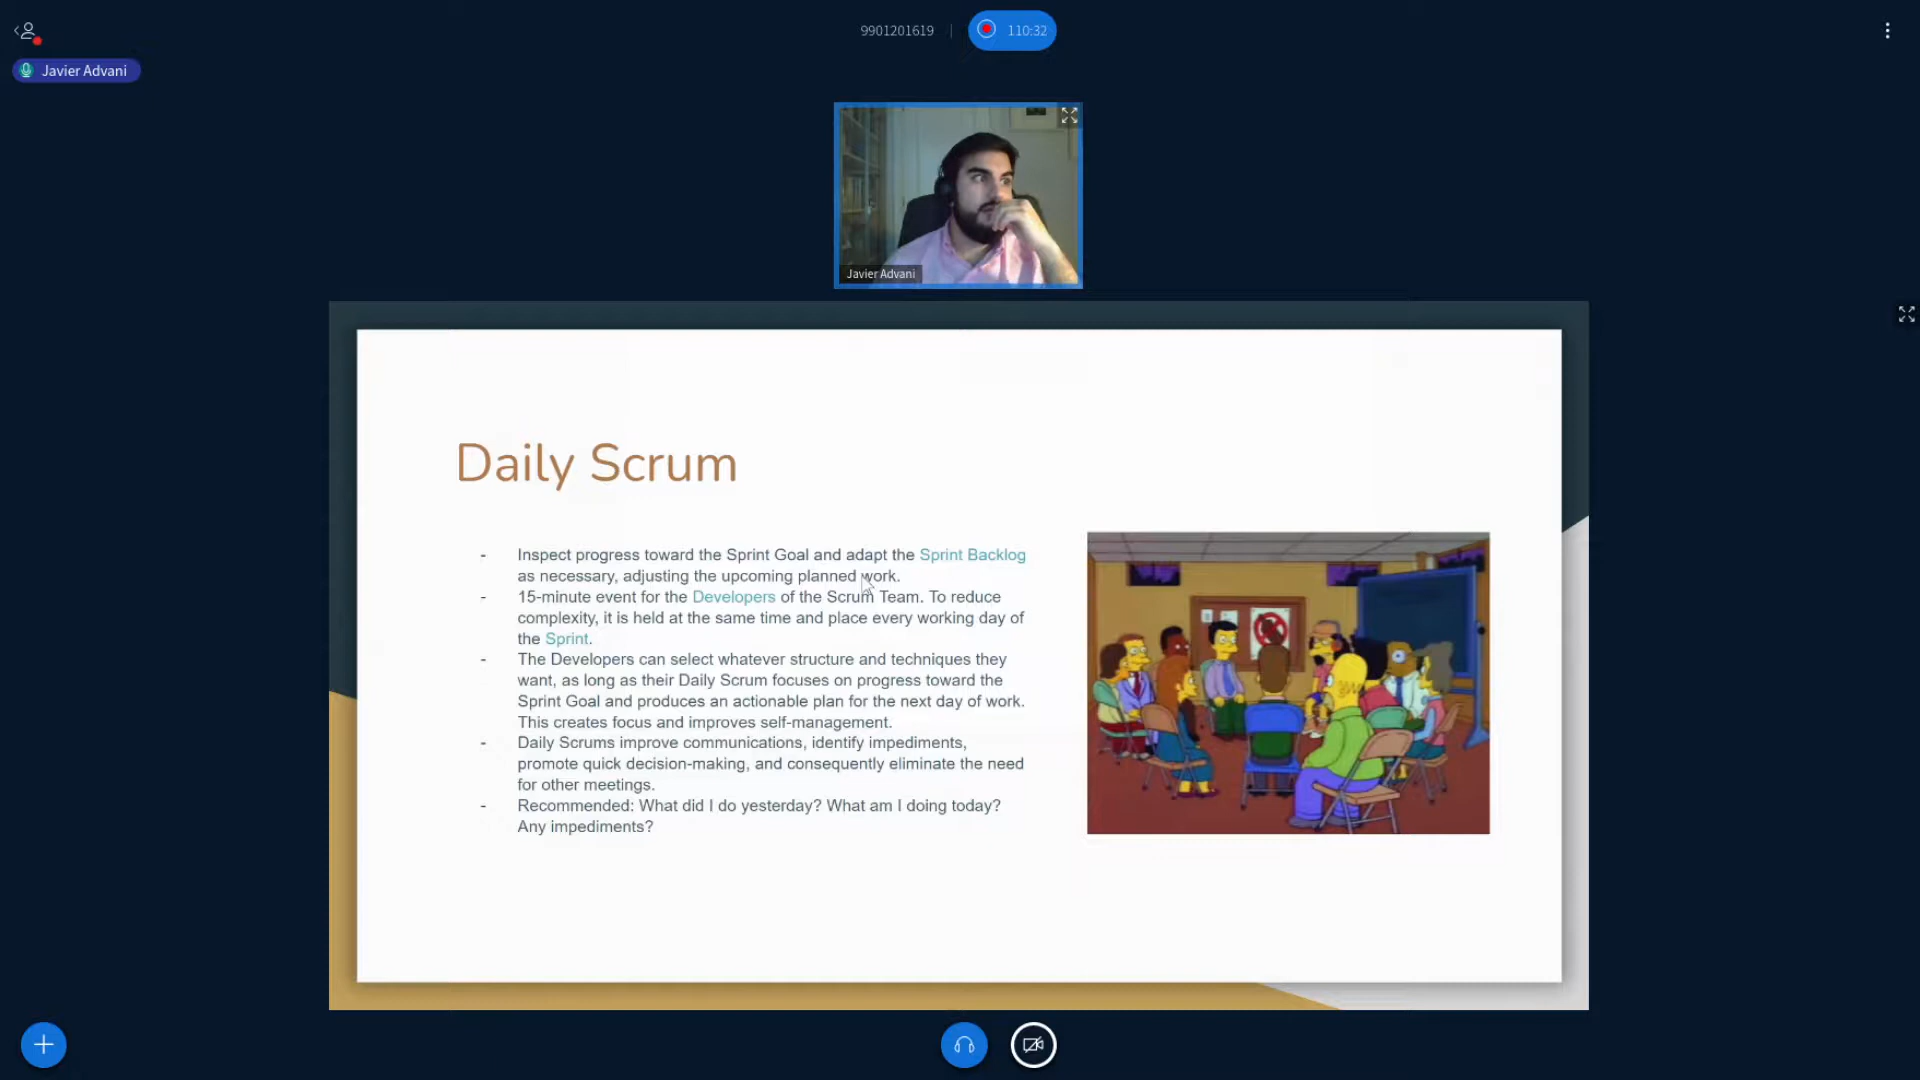 9901201619
110:32
Javier Advani
Javier Advani
Daily Scrum
- Inspect progress toward the Sprint Goal and adapt the Sprint Backlog
as necessary, adjusting the upcoming planned work.
- 15-minute event for the Developers of the Scrum Team. To reduce
complexity, it is held at the same time and place every working day of
the Sprint.
- The Developers can select whatever structure and techniques they
want, as long as their Daily Scrum focuses on progress toward the
Sprint Goal and produces an actionable plan for the next day of work.
This creates focus and improves self-management.
- Daily Scrums improve communications, identify impediments,
promote quick decision-making, and consequently eliminate the need
for other meetings.
- Recommended: What did I do yesterday? What am I doing today?
Any impediments?